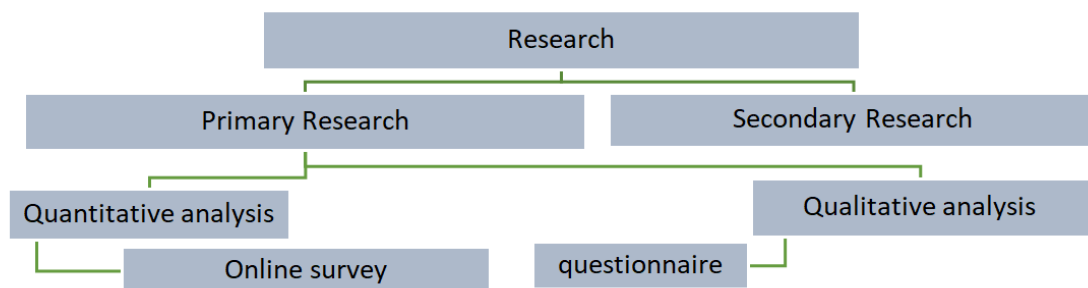 Research
Primary Research
Secondary Research
Quantitative analysis
Qualitative analysis
Online survey
questionnaire